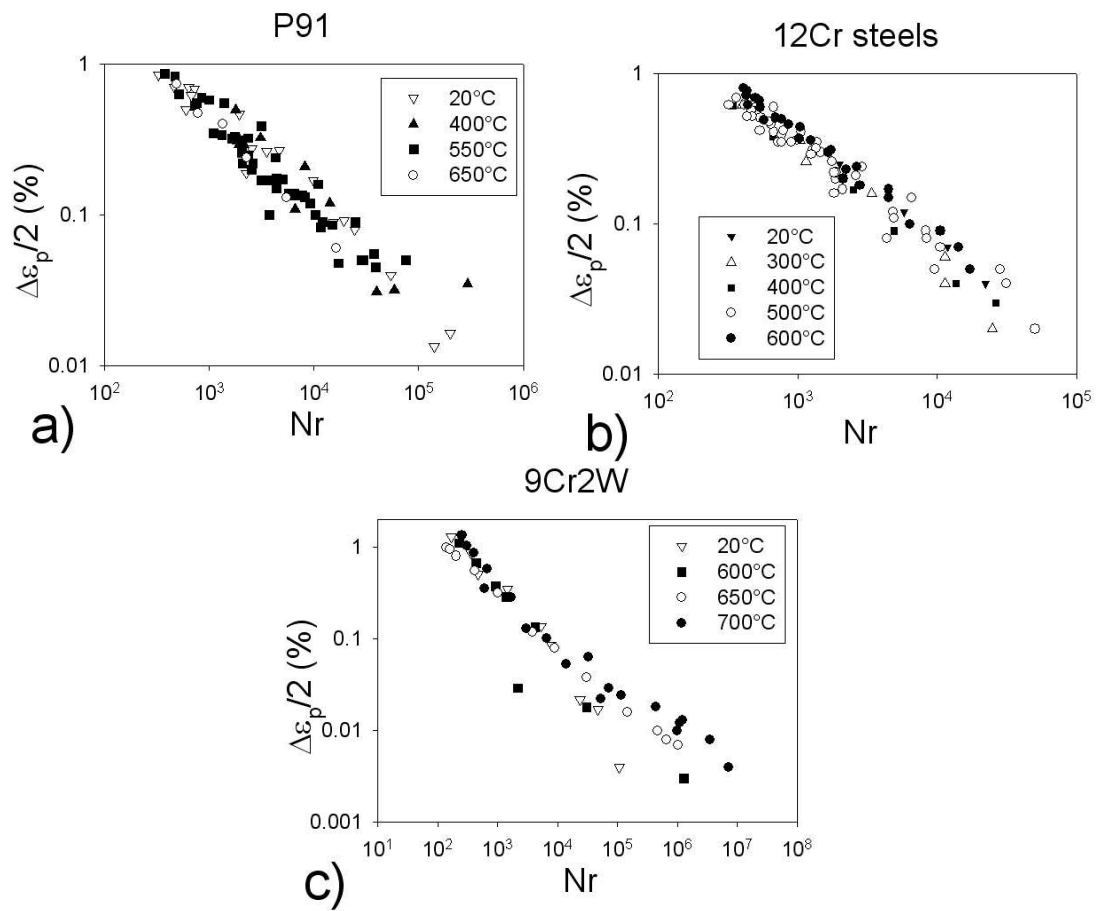 P91
1
0.1
0.01
Δεp/2 (%)
10²
10³
10⁴
10⁵
10⁶
Nr
20°C
400°C
550°C
650°C
a)
12Cr steels
1
0.1
0.01
Δεp/2 (%)
10²
10³
10⁴
10⁵
Nr
20°C
300°C
400°C
500°C
600°C
b)
9Cr2W
1
0.1
0.01
0.001
Δεp/2 (%)
10¹
10²
10³
10⁴
10⁵
10⁶
10⁷
10⁸
Nr
20°C
600°C
650°C
700°C
c)